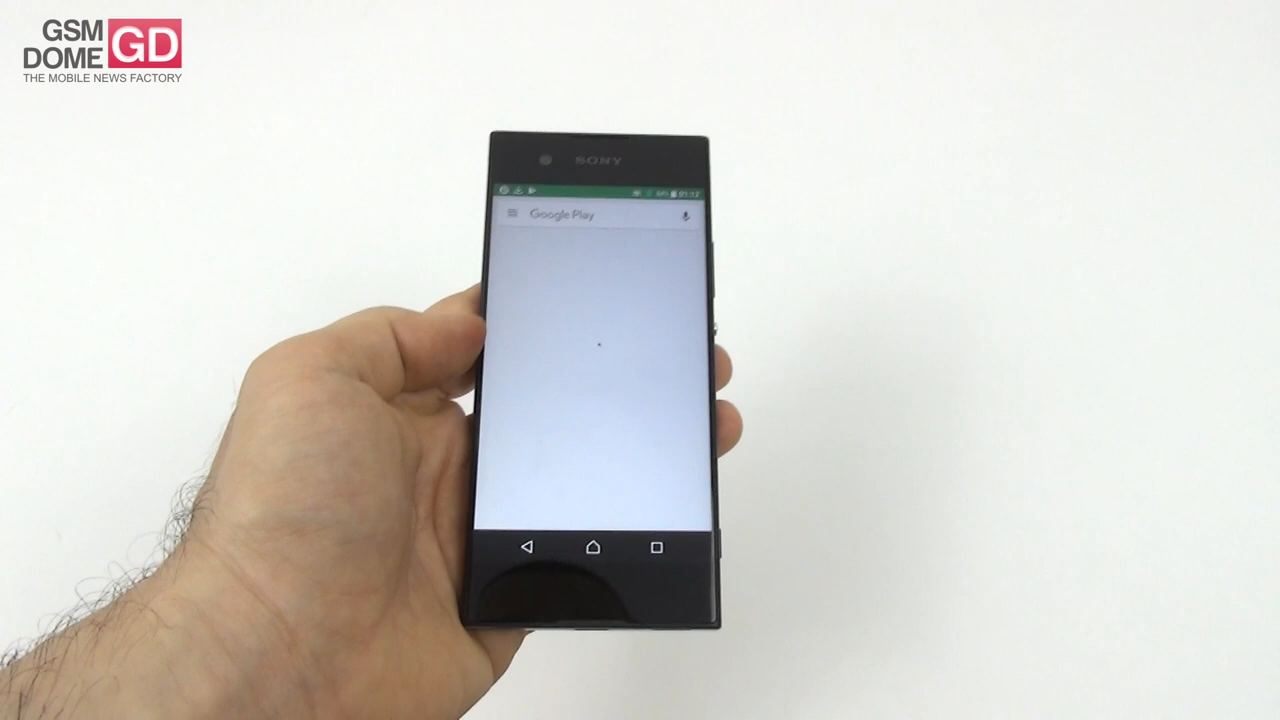 GSM
DOME GD
THE MOBILE NEWS FACTORY
SONY
Google Play